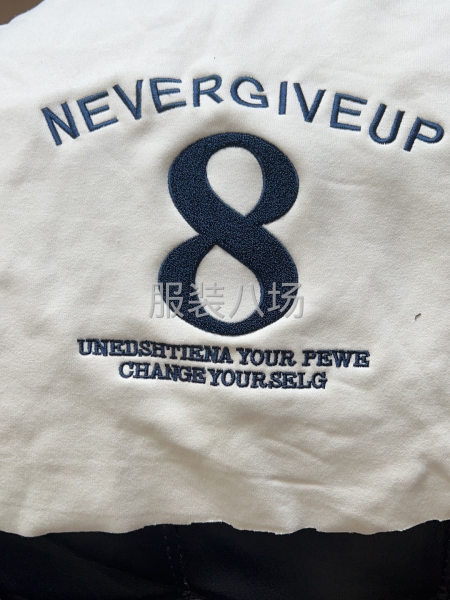 NEVERGIVEUP
8
服装八场
UNEDSHTIENA YOUR PEWE
CHANGE YOUR SELG